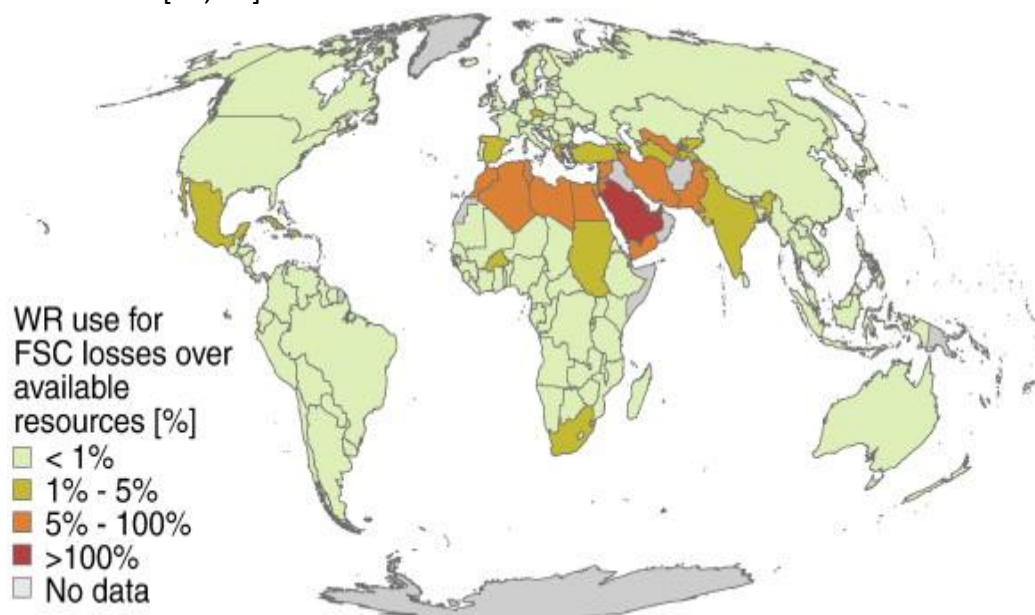 WR use for
FSC losses over
available
resources [%]
< 1%
1% - 5%
5% - 100%
>100%
No data